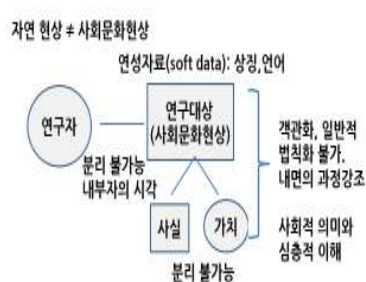 자연 현상 ≠ 사회문화현상
연성자료(soft data): 상징,언어
연구자
연구대상
(사회문화현상)
분리 불가능
내부자의 시각
사실
가치
분리 불가능
객관화, 일반적
법칙화 불가,
내면의 과정강조
사회적 의미와
심층적 이해